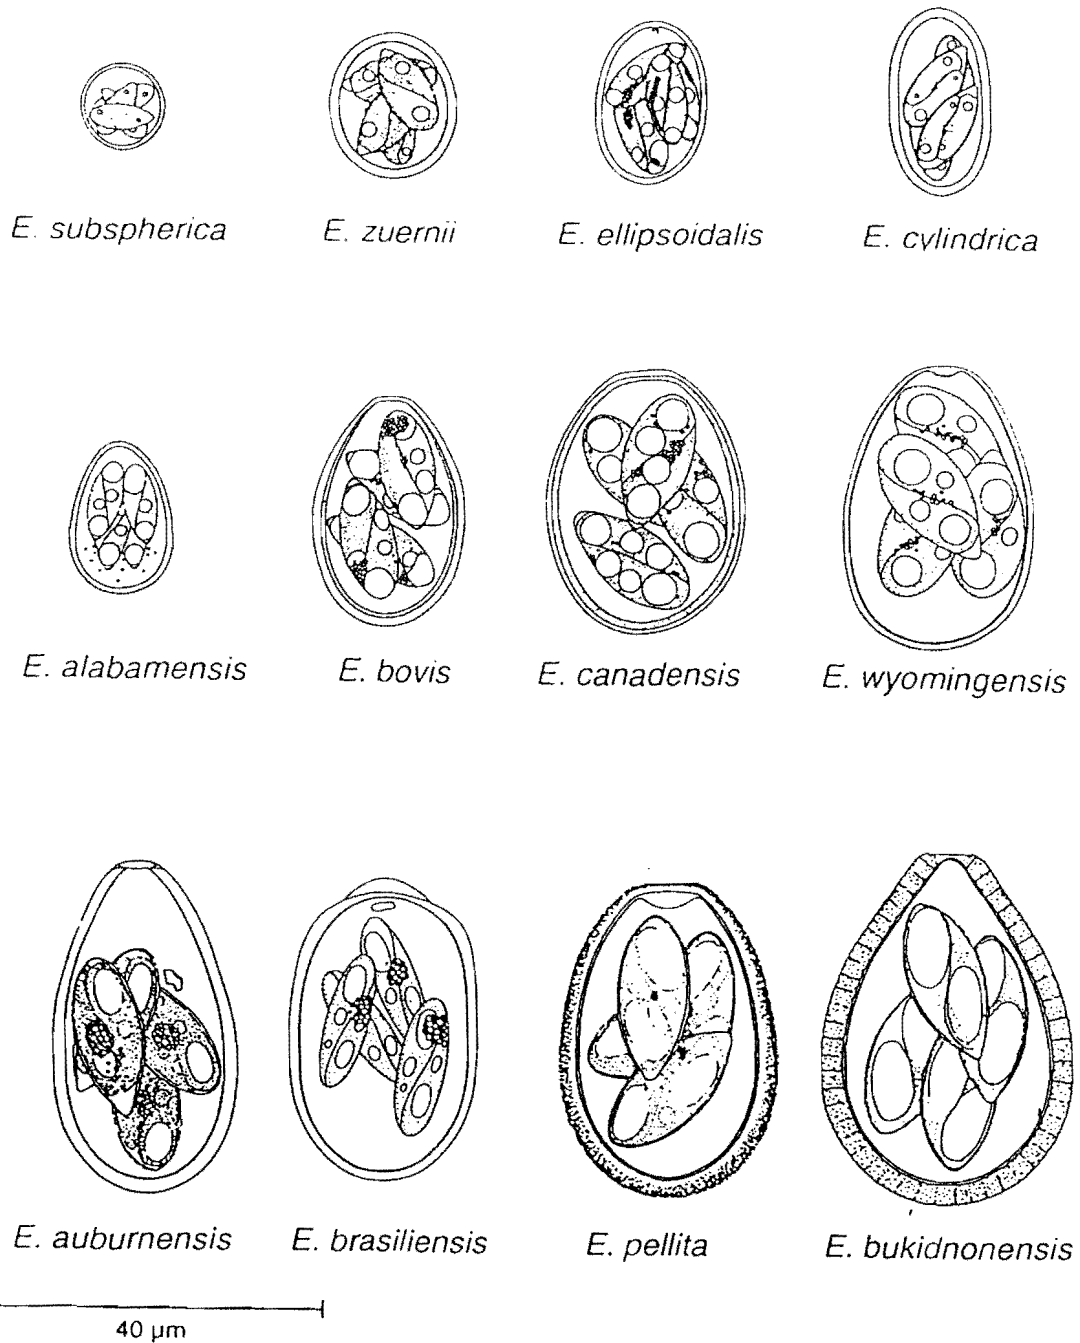 E. subspherica
E. zuernii
E. ellipsoidalis
E. cylindrica
E. alabamensis
E. bovis
E. canadensis
E. wyomingensis
E. auburnensis
E. brasiliensis
E. pellita
E. bukidnonensis
40 µm